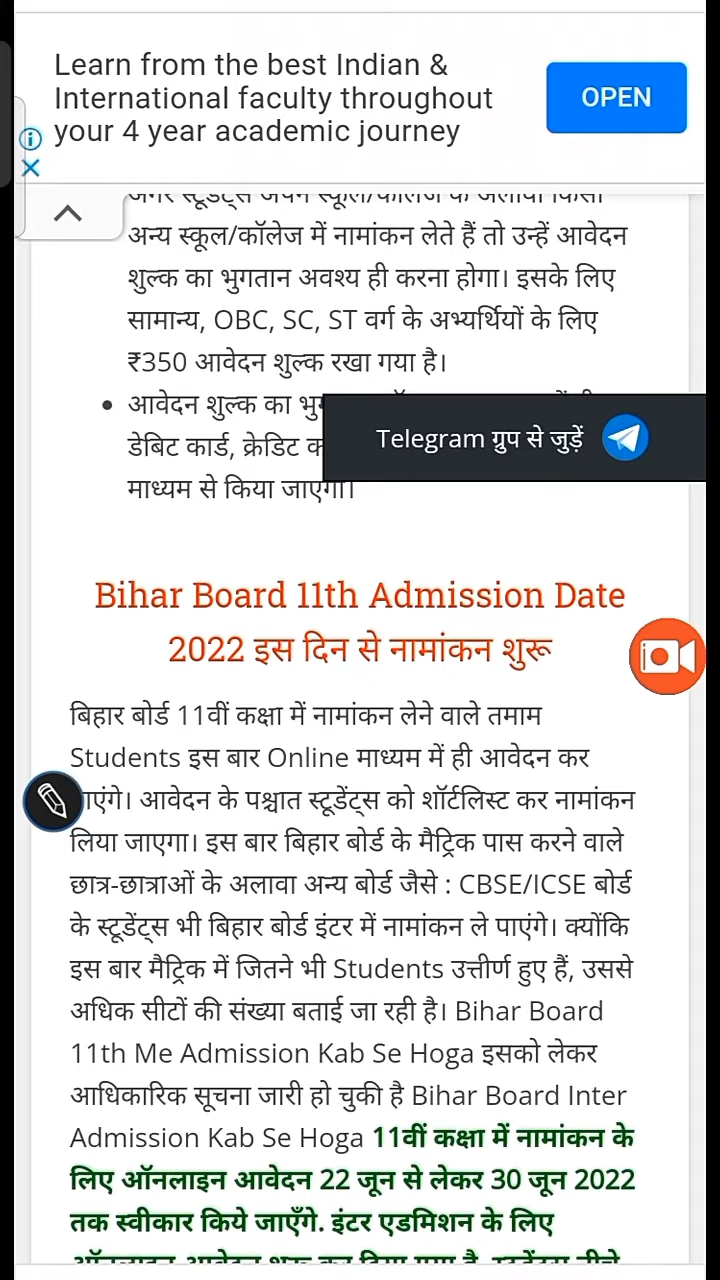 Learn from the best Indian &
International faculty throughout
your 4 year academic journey
OPEN
अन्य स्कूल/कॉलेज में नामांकन लेते हैं तो उन्हें आवेदन
शुल्क का भुगतान अवश्य ही करना होगा। इसके लिए
सामान्य, OBC, SC, ST वर्ग के अभ्यर्थियों के लिए
₹350 आवेदन शुल्क रखा गया है।
आवेदन शुल्क का
डेबिट कार्ड, क्रेडिट
माध्यम से किया जाएगा।
Telegram ग्रुप से जुड़ें
Bihar Board 11th Admission Date
2022 इस दिन से नामांकन शुरू
बिहार बोर्ड 11वीं कक्षा में नामांकन लेने वाले तमाम
Students इस बार Online माध्यम में ही आवेदन कर
आवेदन के पश्चात स्टूडेंट्स को शॉर्टलिस्ट कर नामांकन
लिया जाएगा। इस बार बिहार बोर्ड के मैट्रिक पास करने वाले
छात्र-छात्राओं के अलावा अन्य बोर्ड जैसे : CBSE/ICSE बोर्ड
के स्टूडेंट्स भी बिहार बोर्ड इंटर में नामांकन ले पाएंगे। क्योंकि
इस बार मैट्रिक में जितने भी Students उत्तीर्ण हुए हैं, उससे
अधिक सीटों की संख्या बताई जा रही है। Bihar Board
11th Me Admission Kab Se Hoga इसको लेकर
आधिकारिक सूचना जारी हो चुकी है Bihar Board Inter
Admission Kab Se Hoga 11वीं कक्षा में नामांकन के
लिए ऑनलाइन आवेदन 22 जून से लेकर 30 जून 2022
तक स्वीकार किये जाएँगे. इंटर एडमिशन के लिए